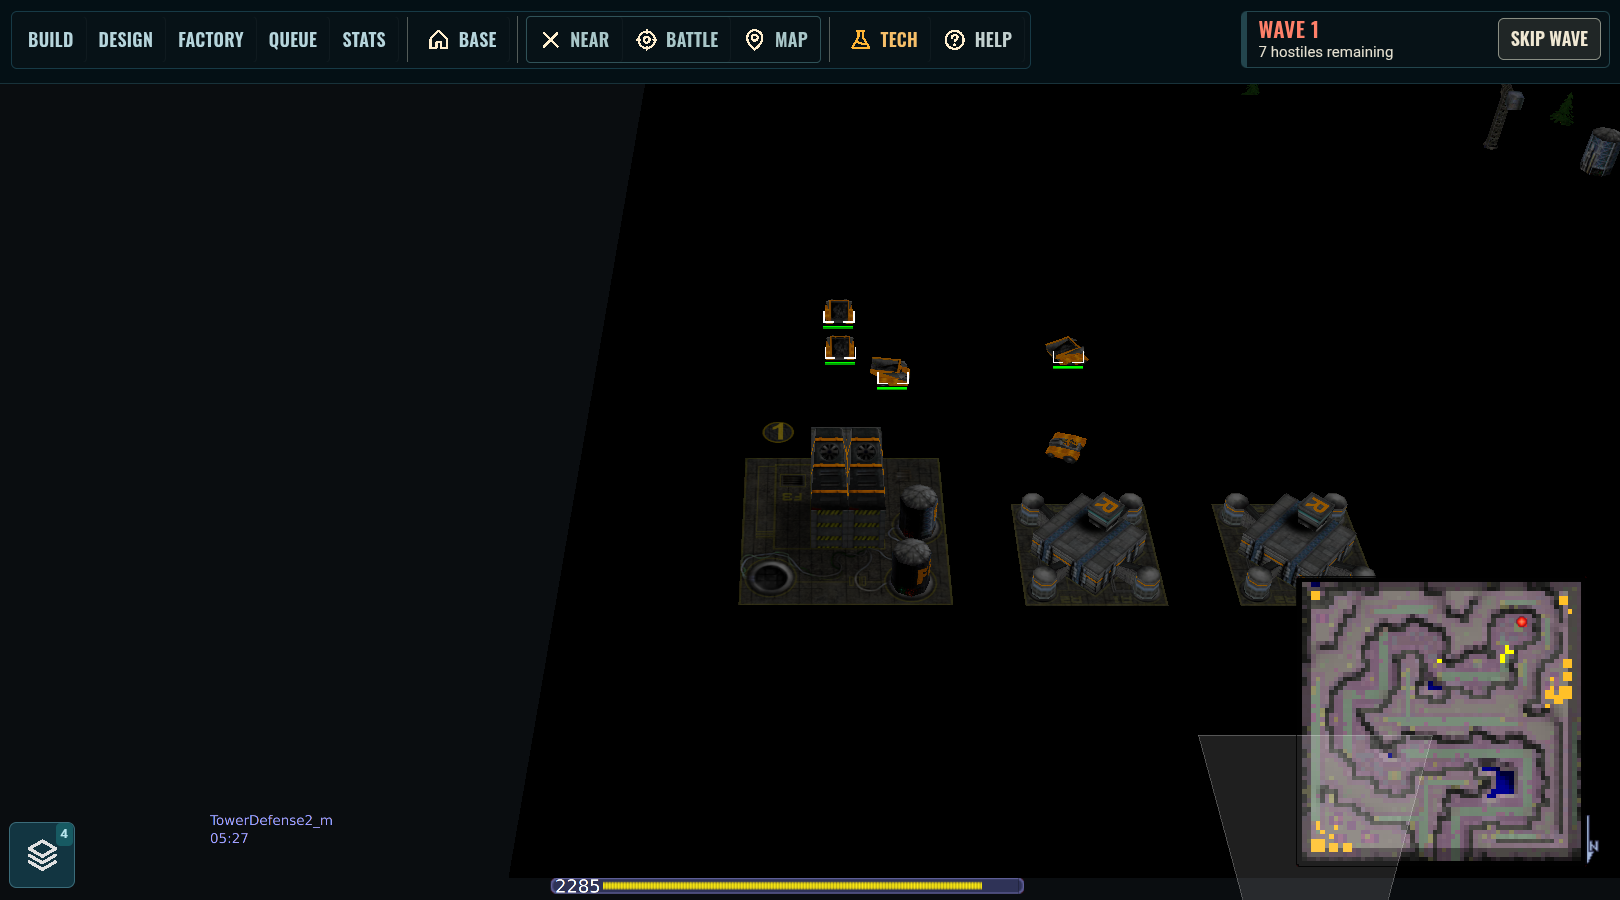 BUILD DESIGN FACTORY QUEUE STATS BASE NEAR BATTLE MAP TECH HELP
WAVE 1
7 hostiles remaining
SKIP WAVE
1
R R
4
TowerDefense2_m
05:27
2285
N